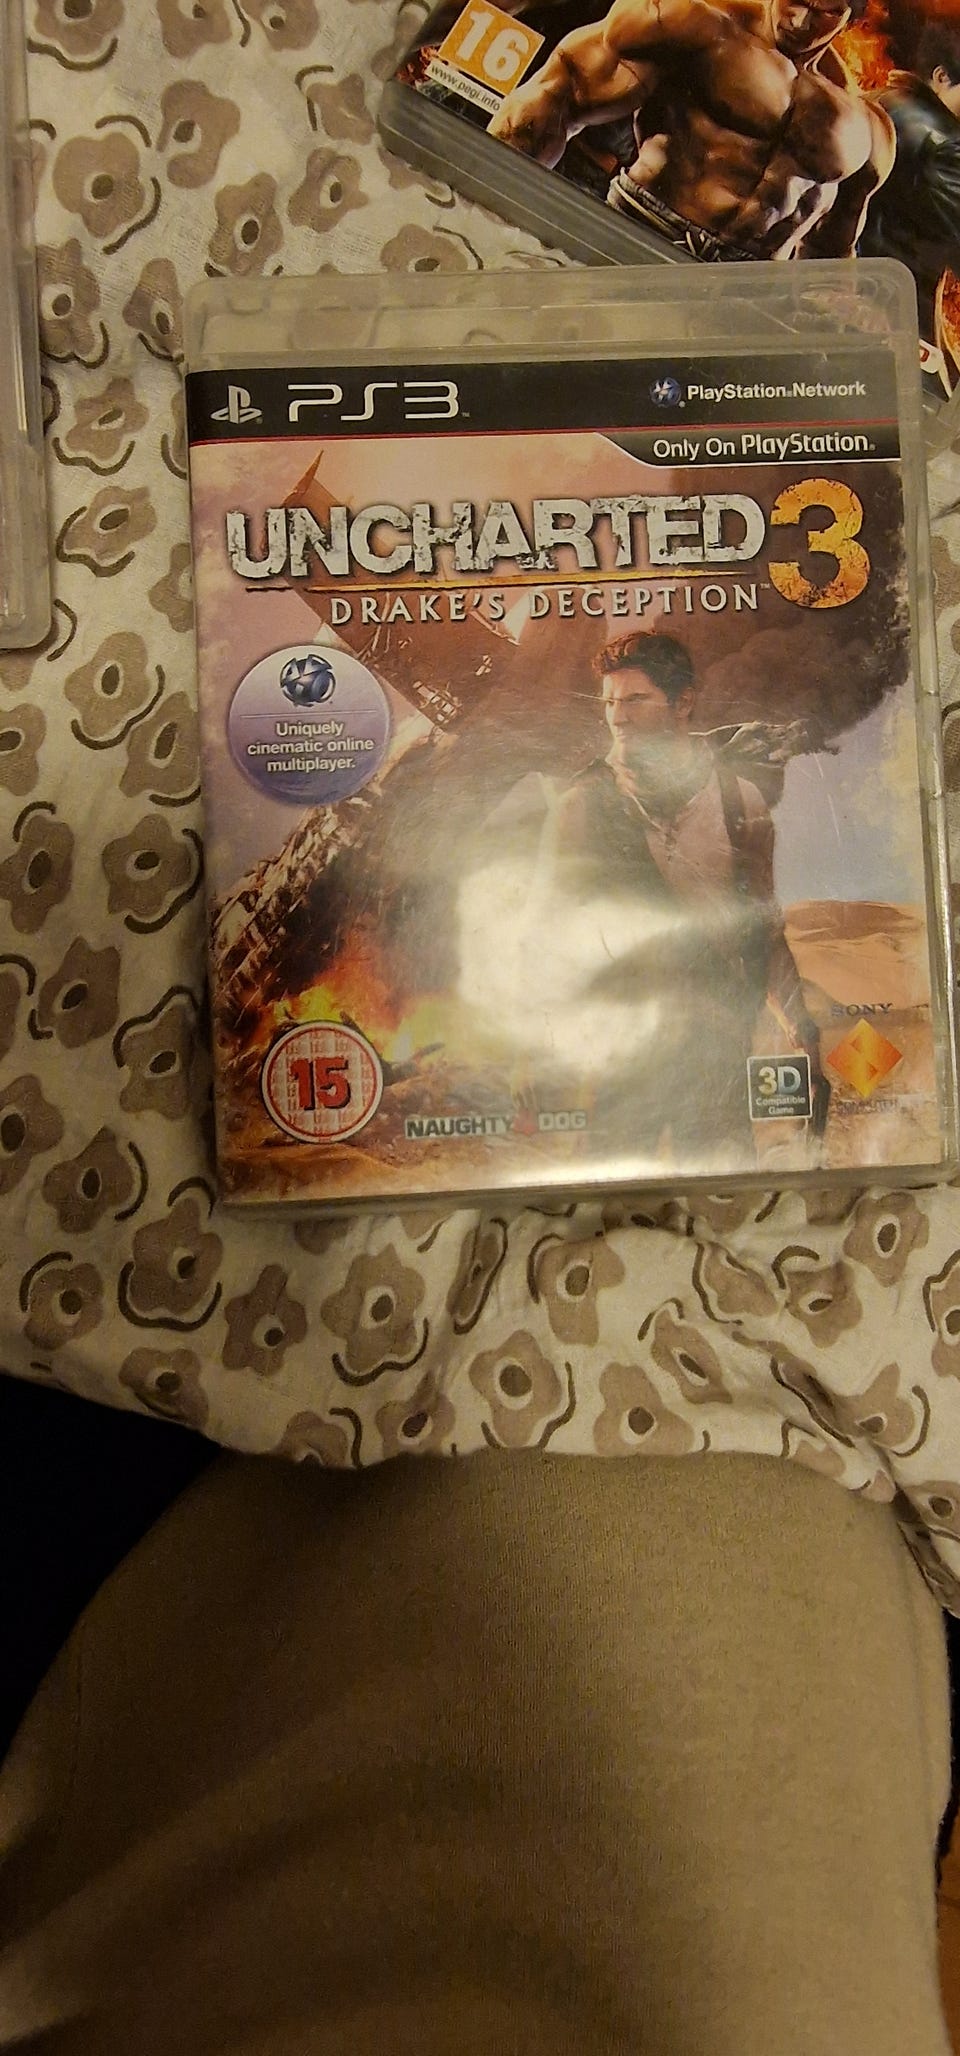 16
www.pegi.info
PS3
PlayStation®Network
Only On PlayStation®
UNCHARTED 3
DRAKE'S DECEPTION™
Uniquely
cinematic online
multiplayer.
15
NAUGHTY DOG
3D
Compatible
Game
SONY